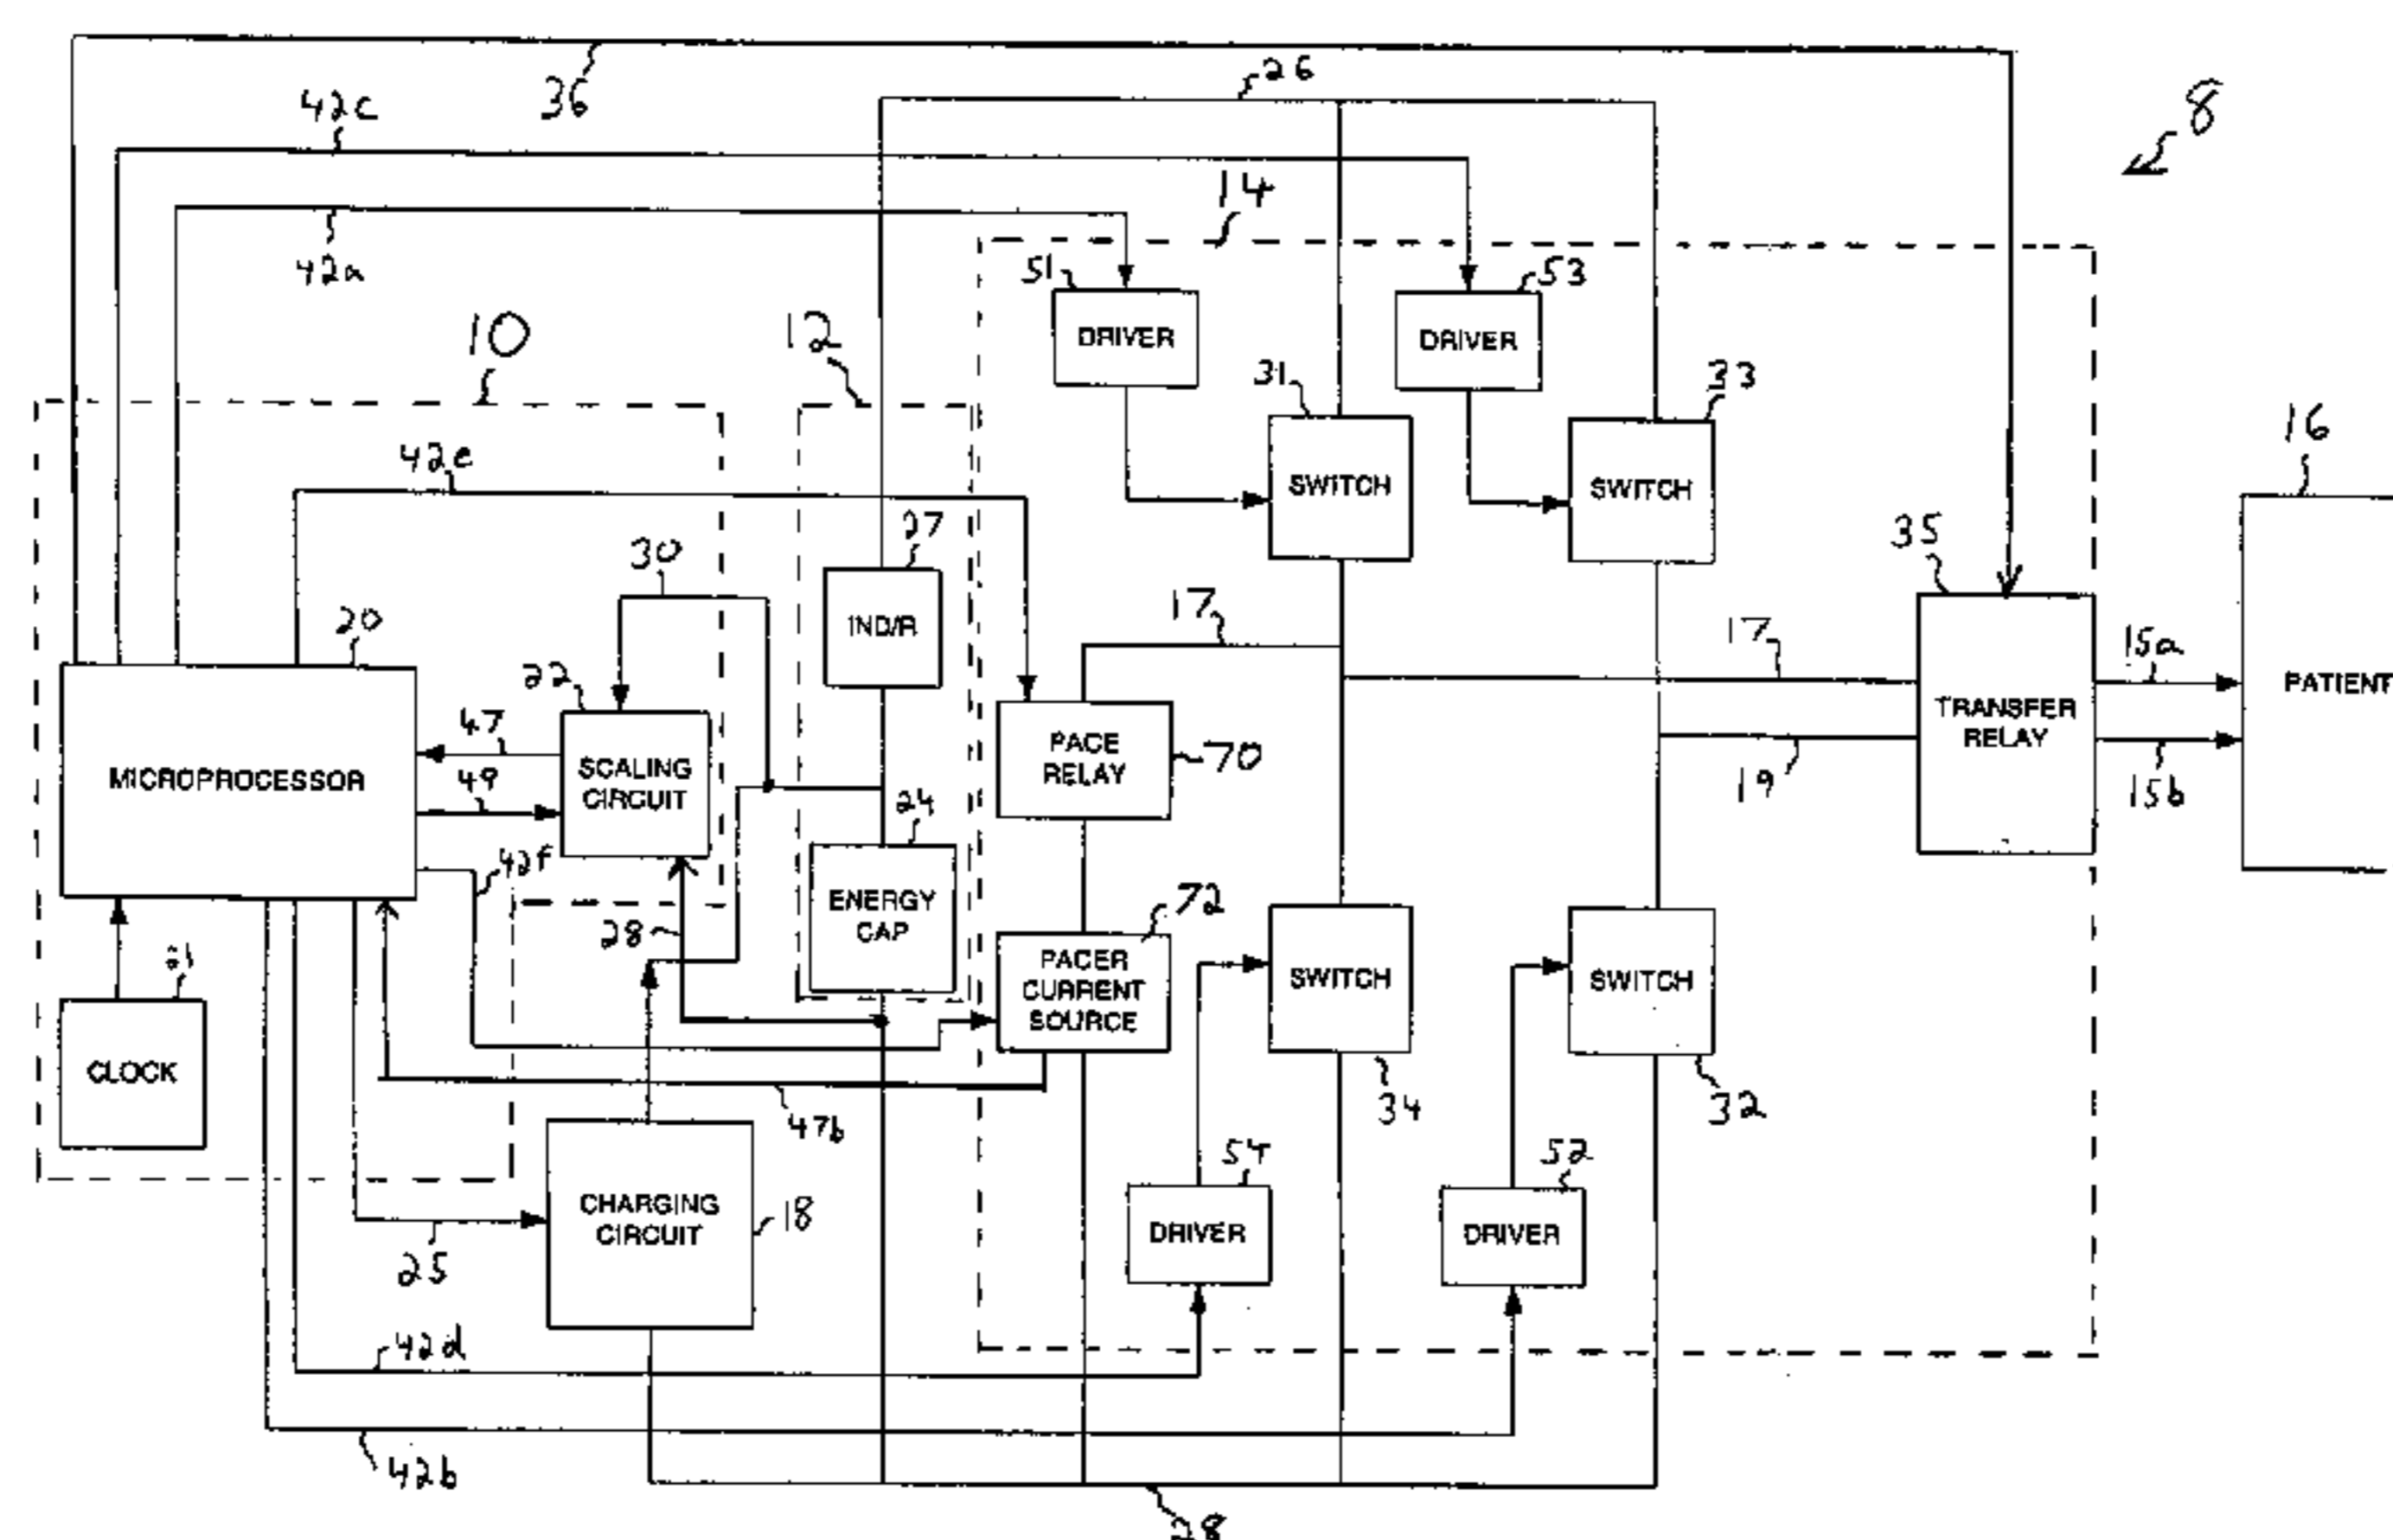 36
26
8
42c
14
42a
51
53
DRIVER
DRIVER
10
12
31
33
16
42e
SWITCH
SWITCH
35
30
27
IND/R
17
17
15a
20
22
PATIENT
47
SCALING
CIRCUIT
PACE
RELAY
70
TRANSFER
RELAY
MICROPROCESSOR
49
19
15b
24
42f
ENERGY
CAP
72
28
21
PACER
CURRENT
SOURCE
SWITCH
SWITCH
CLOCK
47b
34
32
54
52
CHARGING
CIRCUIT
18
DRIVER
DRIVER
25
42d
42b
28